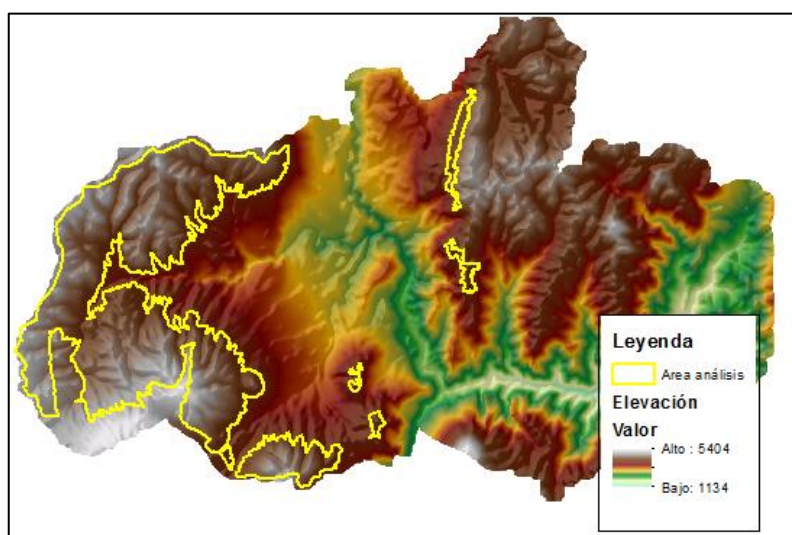 Leyenda
Area análisis
Elevación
Valor
Alto : 5404
Bajo: 1134